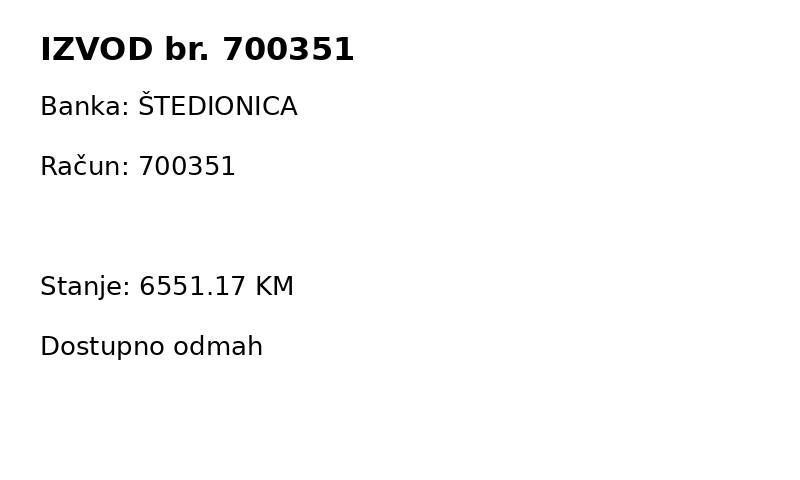 IZVOD br. 700351
Banka: ŠTEDIONICA
Račun: 700351
Stanje: 6551.17 KM
Dostupno odmah